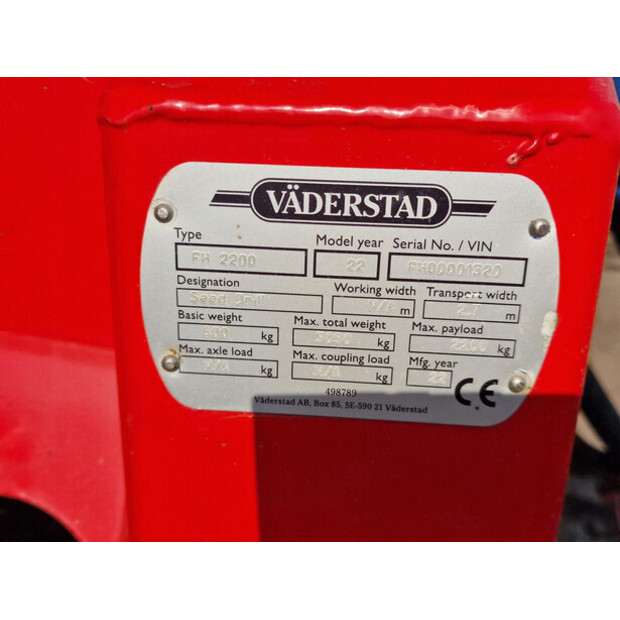 VÄDERSTAD
Type Model year Serial No. / VIN
FH 2200 22 FH00001520
Designation Working width Transport width
Seed Drill N/A m m
Basic weight Max. total weight Max. payload
kg kg 2200 kg
Max. axle load Max. coupling load Mfg. year
N/A kg N/A kg 22 CE
498789
Väderstad AB, Box 85, SE-590 21 Väderstad